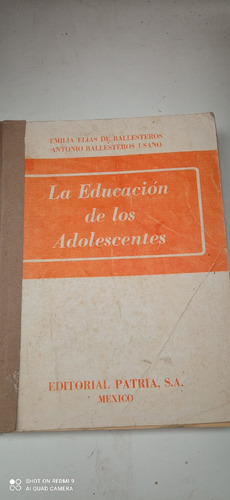 EMILIA ELIAS DE BALLESTEROS
ANTONIO BALLESTEROS USANO
La Educación
de los
Adolescentes
EDITORIAL PATRIA, S.A.
MEXICO
SHOT ON REDMI 9
AI QUAD CAMERA